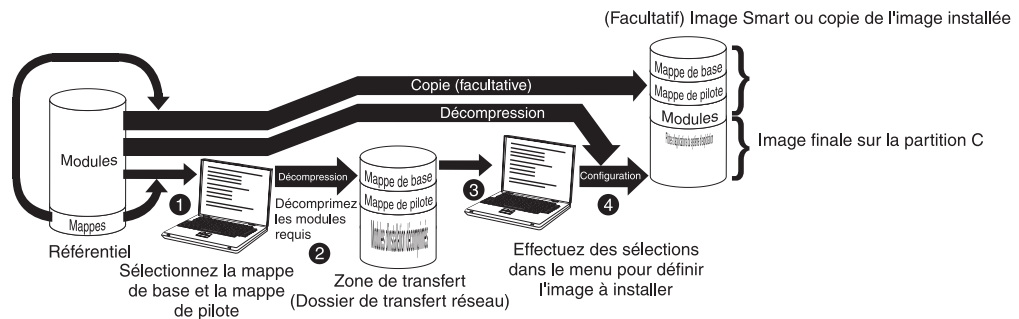 (Facultatif) Image Smart ou copie de l'image installée
Mappe de base
Mappe de pilote
Modules
Image finale sur la partition C
Copie (facultative)
Décompression
Modules
Mappes
Référentiel
1
Sélectionnez la mappe
de base et la mappe
de pilote
Décompression
Décomprimez
les modules
requis
2
Mappe de base
Mappe de pilote
Zone de transfert
(Dossier de transfert réseau)
3
Configuration
4
Effectuez des sélections
dans le menu pour définir
l'image à installer